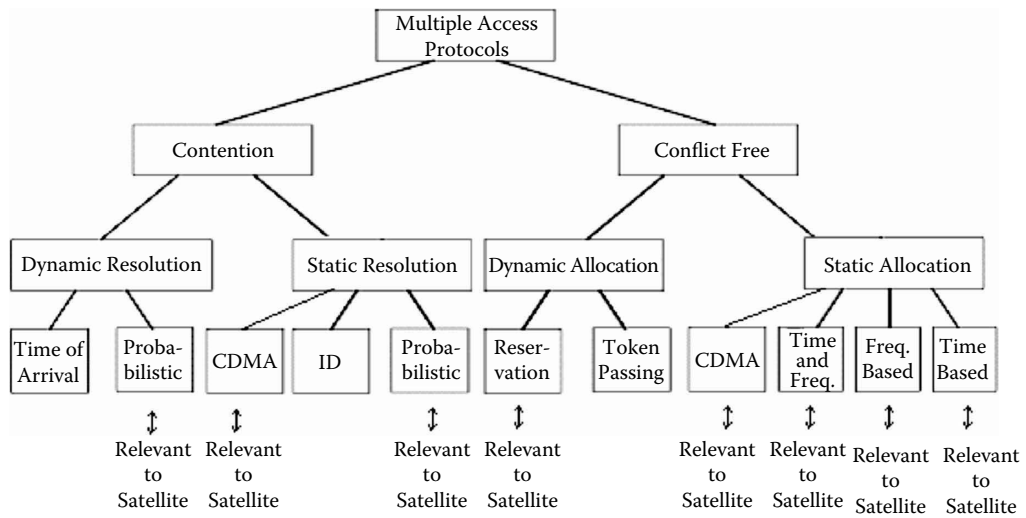 Multiple Access
Protocols
Contention
Conflict Free
Dynamic Resolution
Static Resolution
Dynamic Allocation
Static Allocation
Time of
Arrival
Proba-
bilistic
CDMA
ID
Proba-
bilistic
Reser-
vation
Token
Passing
CDMA
Time
and
Freq.
Freq.
Based
Time
Based
Relevant
to
Satellite
Relevant
to
Satellite
Relevant
to
Satellite
Relevant
to
Satellite
Relevant
to
Satellite
Relevant
to
Satellite
Relevant
to
Satellite
Relevant
to
Satellite